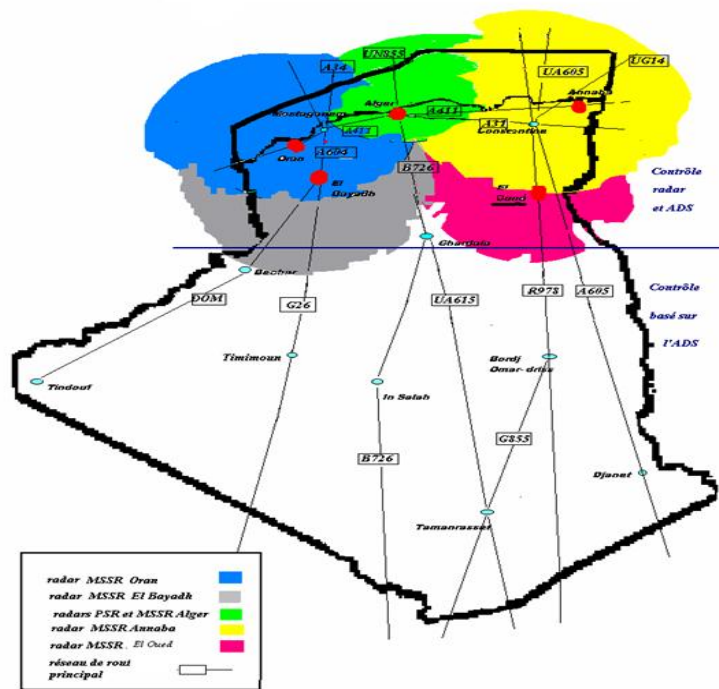 UN855
A34
UA605
UG14
Mostaganem
Alger
A411
Annaba
A411
A31
Constantine
Oran
A604
B726
El
Bayadh
El
Oued
Contrôle
radar
et ADS
Ghardaia
Bechar
DOM
G26
UA615
R978
A605
Contrôle
basé sur
l'ADS
Timimoun
Bordj
Omar-driss
Tindouf
In Salah
G855
B726
Djanet
Tamanrasset
radar MSSR Oran
radar MSSR El Bayadh
radars PSR et MSSR Alger
radar MSSR Annaba
radar MSSR. El Oued
réseau de rout
principal